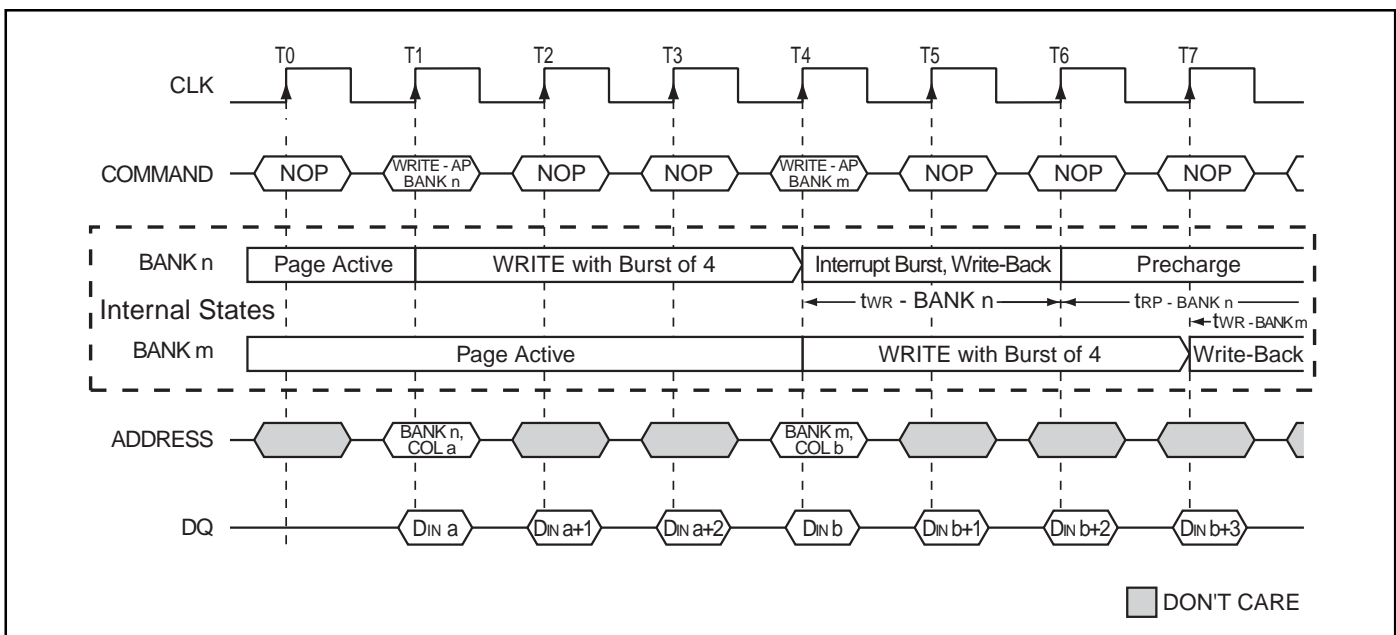 T0 T1 T2 T3 T4 T5 T6 T7
CLK
COMMAND NOP WRITE - AP BANK n NOP NOP WRITE - AP BANK m NOP NOP NOP
BANK n Page Active WRITE with Burst of 4 Interrupt Burst, Write-Back Precharge
tWR - BANK n tRP - BANK n
Internal States
tWR - BANK m
BANK m Page Active WRITE with Burst of 4 Write-Back
ADDRESS BANK n, COL a BANK m, COL b
DQ DIN a DIN a+1 DIN a+2 DIN b DIN b+1 DIN b+2 DIN b+3
DON'T CARE